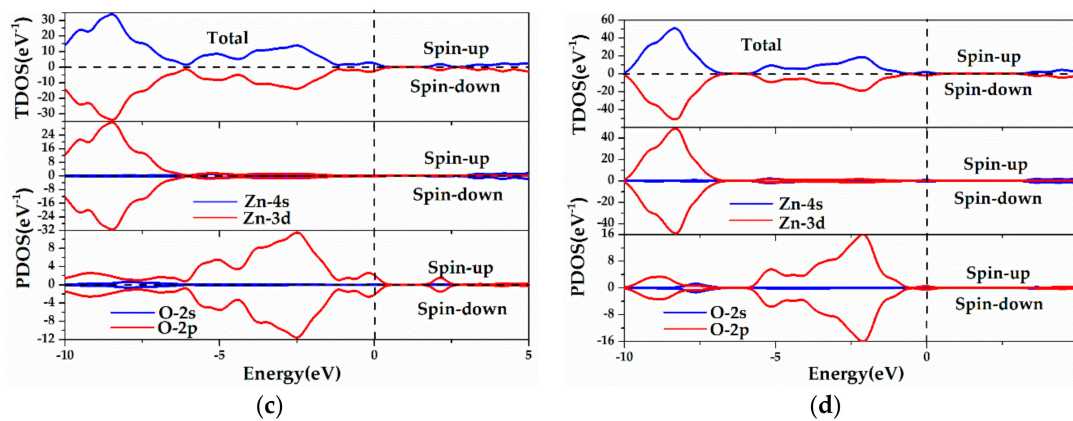 TDOS(eV⁻¹)
30
20
10
0
-10
-20
-30
Total
Spin-up
Spin-down
PDOS(eV⁻¹)
24
16
8
0
-8
-16
-24
-32
Spin-up
Spin-down
Zn-4s
Zn-3d
8
4
0
-4
-8
-12
Spin-up
Spin-down
O-2s
O-2p
-10
-5
0
5
Energy(eV)
(c)
TDOS(eV⁻¹)
60
40
20
0
20
40
Total
Spin-up
Spin-down
PDOS(eV⁻¹)
40
20
0
-20
-40
Spin-up
Spin-down
Zn-4s
Zn-3d
16
8
0
-8
-16
Spin-up
Spin-down
O-2s
O-2p
-10
-5
0
Energy(eV)
(d)